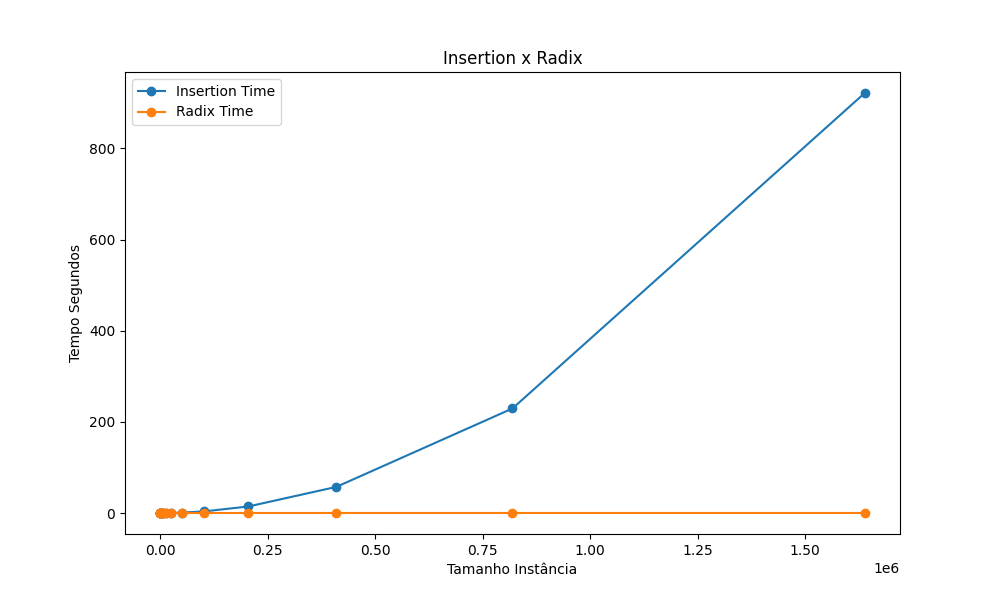 Insertion x Radix
Insertion Time
Radix Time
800
600
400
200
0
Tempo Segundos
0.00 0.25 0.50 0.75 1.00 1.25 1.50
1e6
Tamanho Instância